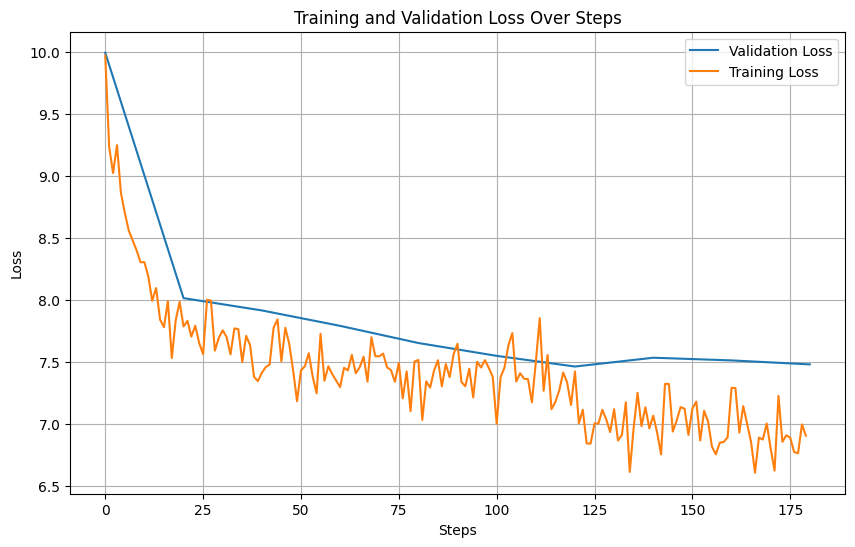 Training and Validation Loss Over Steps
Validation Loss
Training Loss
Loss
10.0
9.5
9.0
8.5
8.0
7.5
7.0
6.5
0 25 50 75 100 125 150 175
Steps